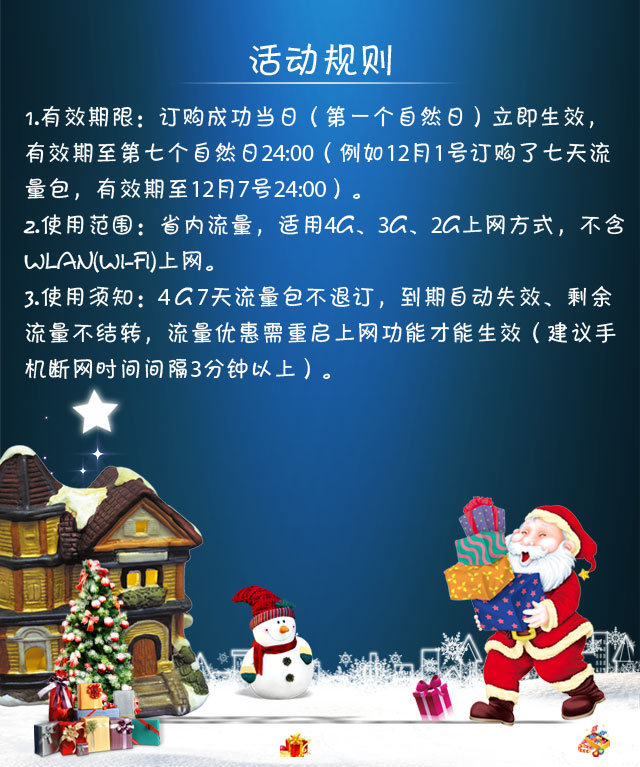 活动规则
1.有效期限：订购成功当日（第一个自然日）立即生效，
有效期至第七个自然日24:00（例如12月1号订购了七天流
量包，有效期至12月7号24:00）。
2.使用范围：省内流量，适用4G、3G、2G上网方式，不含
WLAN(WI-FI)上网。
3.使用须知：4G7天流量包不退订，到期自动失效、剩余
流量不结转，流量优惠需重启上网功能才能生效（建议手
机断网时间间隔3分钟以上）。